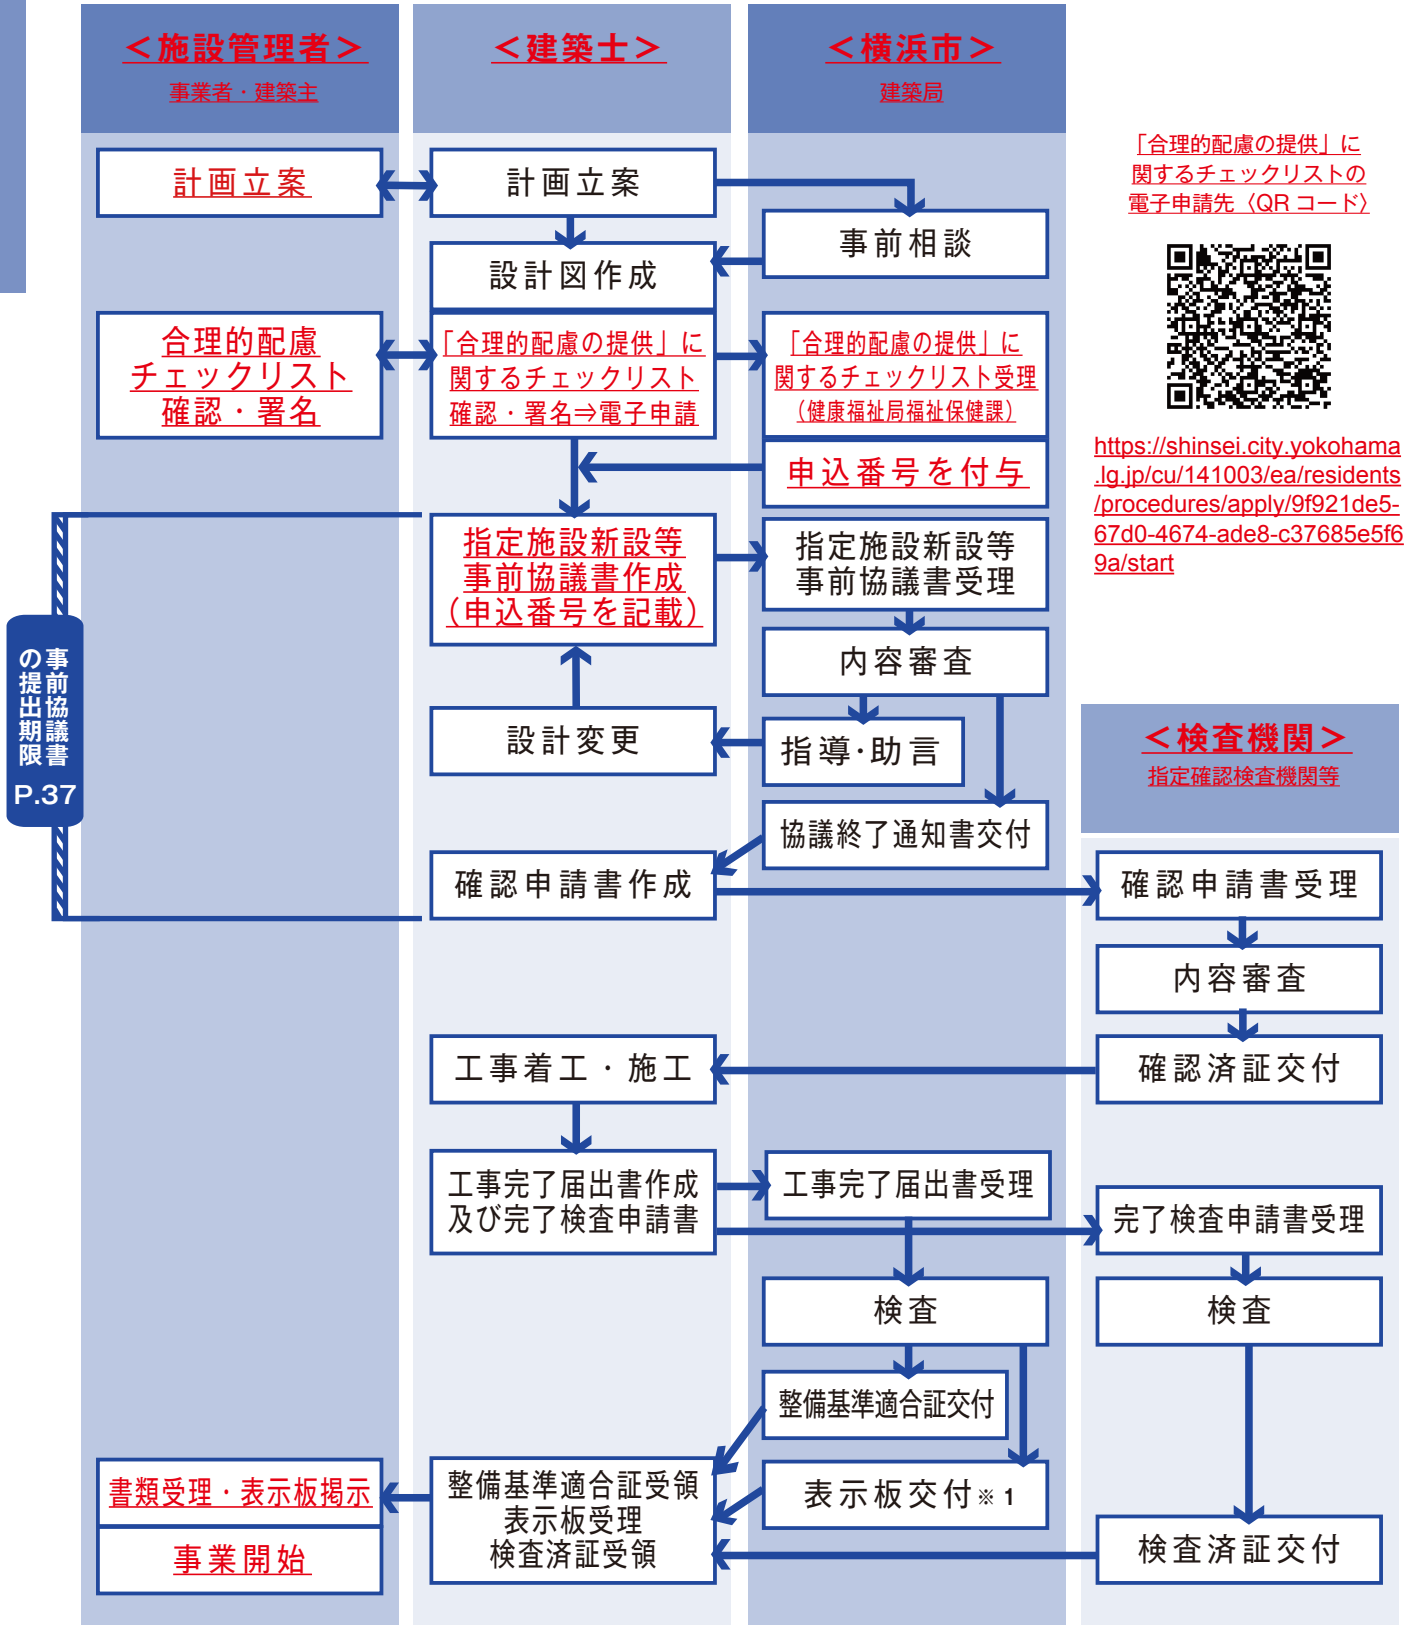 ＜施設管理者＞
事業者・建築主
＜建築士＞
＜横浜市＞
建築局
計画立案
計画立案
事前相談
設計図作成
合理的配慮
チェックリスト
確認・署名
「合理的配慮の提供」に
関するチェックリスト
確認・署名⇒電子申請
「合理的配慮の提供」に
関するチェックリスト受理
（健康福祉局福祉保健課）
申込番号を付与
指定施設新設等
事前協議書作成
（申込番号を記載）
指定施設新設等
事前協議書受理
内容審査
設計変更
指導・助言
協議終了通知書交付
確認申請書作成
事前協議書
の提出期限
P.37
「合理的配慮の提供」に
関するチェックリストの
電子申請先〈QRコード〉
https://shinsei.city.yokohama
.lg.jp/cu/141003/ea/residents
/procedures/apply/9f921de5-
67d0-4674-ade8-c37685e5f6
9a/start
＜検査機関＞
指定確認検査機関等
確認申請書受理
内容審査
確認済証交付
工事着工・施工
工事完了届出書作成
及び完了検査申請書
工事完了届出書受理
完了検査申請書受理
検査
検査
整備基準適合証交付
表示板交付※1
検査済証交付
整備基準適合証受領
表示板受理
検査済証受領
書類受理・表示板掲示
事業開始